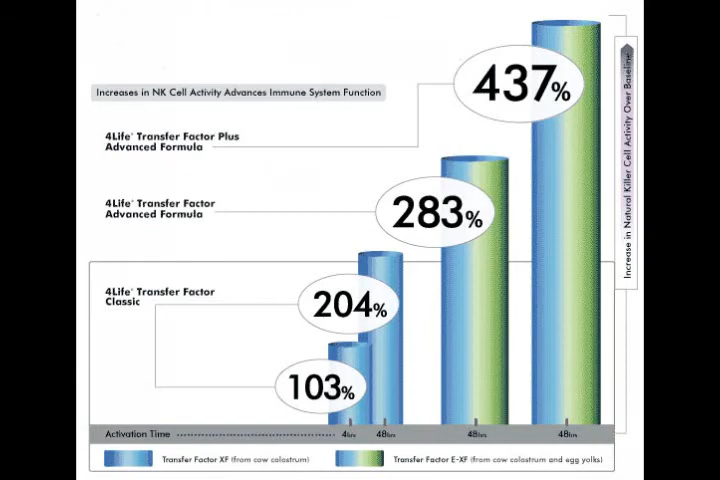 437%
Increases in NK Cell Activity Advances Immune System Function
4Life® Transfer Factor Plus
Advanced Formula
4Life® Transfer Factor
Advanced Formula
283%
4Life® Transfer Factor
Classic
204%
103%
Increase in Natural Killer Cell Activity Over Baseline
Activation Time 4hrs 48hrs 48hrs 48hrs
Transfer Factor XF (from cow colostrum) Transfer Factor E-XF (from cow colostrum and egg yolks)